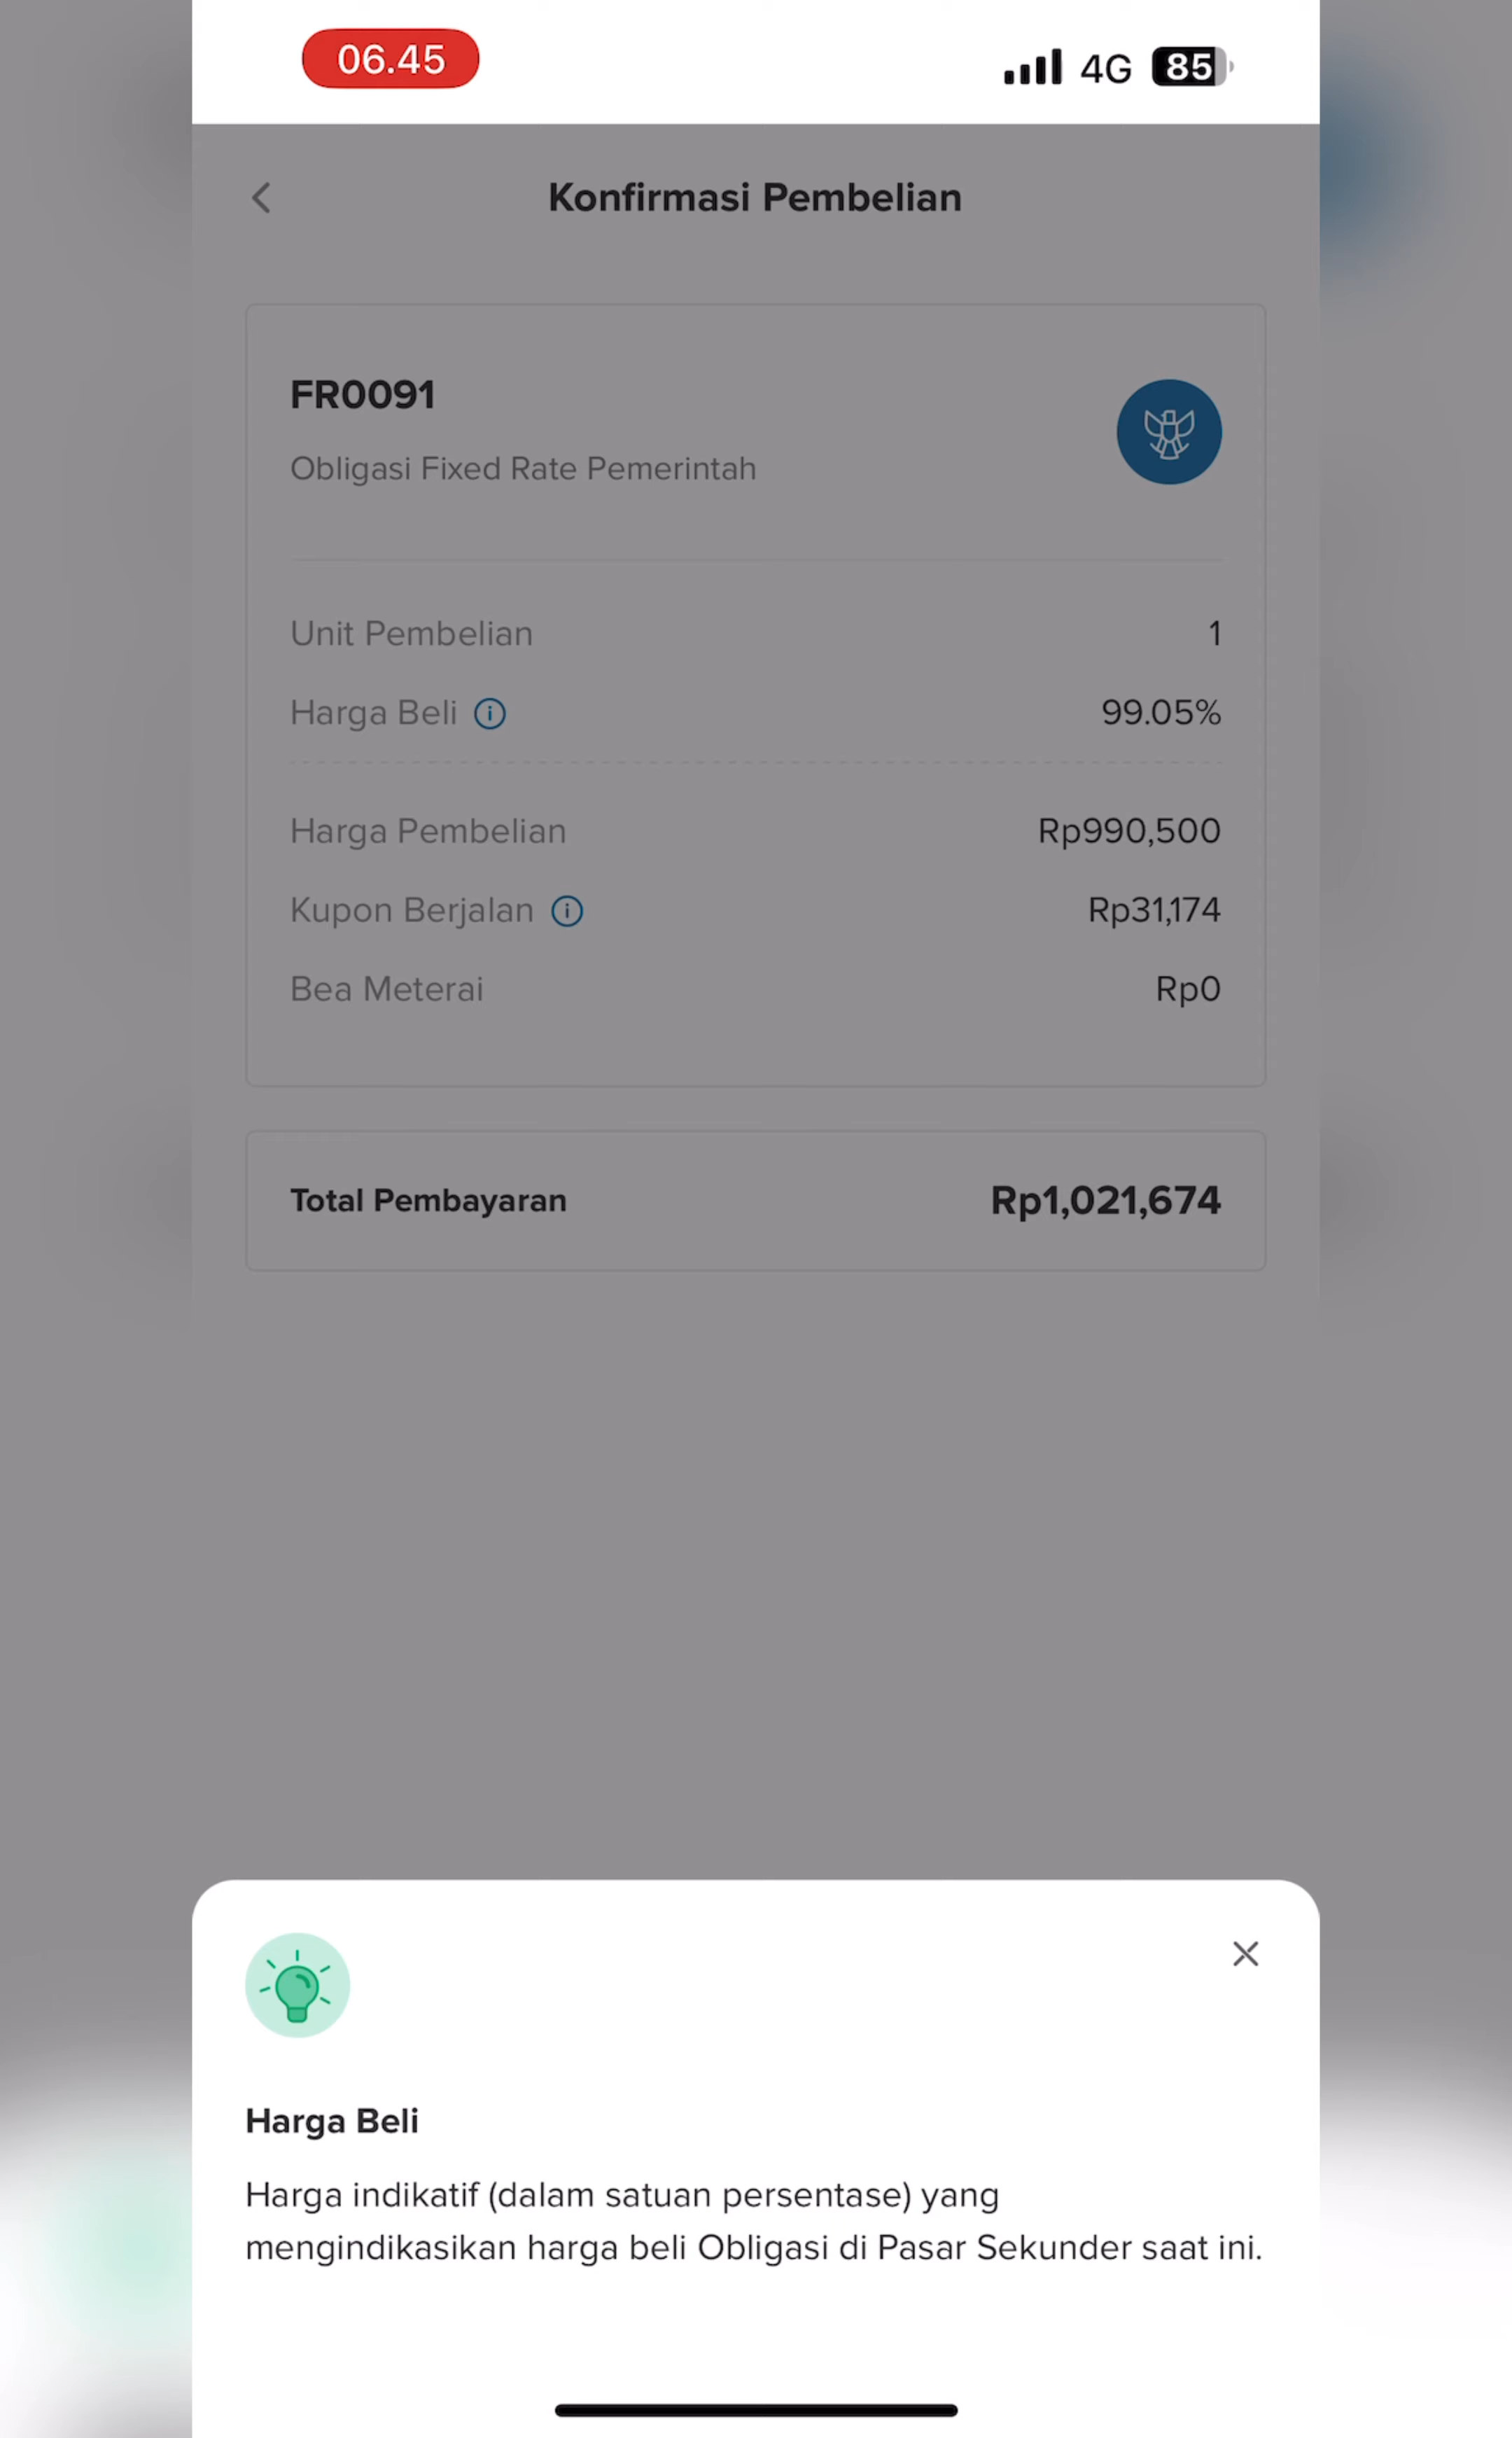 06.45
4G 85
Konfirmasi Pembelian
FR0091
Obligasi Fixed Rate Pemerintah
Unit Pembelian 1
Harga Beli 99.05%
Harga Pembelian Rp990,500
Kupon Berjalan Rp31,174
Bea Meterai Rp0
Total Pembayaran Rp1,021,674
Harga Beli
Harga indikatif (dalam satuan persentase) yang
mengindikasikan harga beli Obligasi di Pasar Sekunder saat ini.